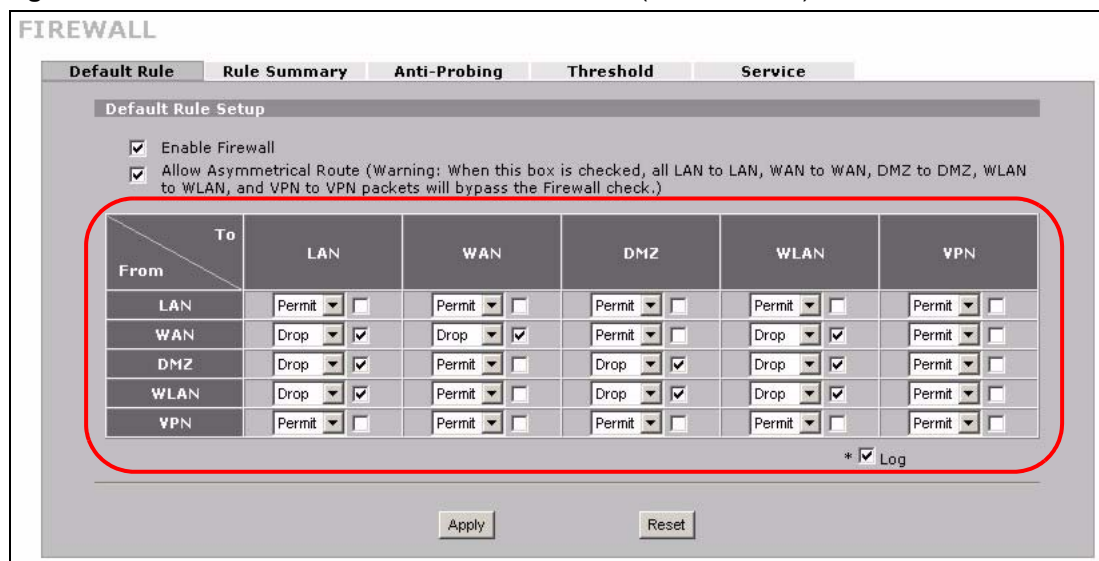 FIREWALL
Default Rule Rule Summary Anti-Probing Threshold Service
Default Rule Setup
Enable Firewall
Allow Asymmetrical Route (Warning: When this box is checked, all LAN to LAN, WAN to WAN, DMZ to DMZ, WLAN
to WLAN, and VPN to VPN packets will bypass the Firewall check.)
To
From
LAN WAN DMZ WLAN VPN
LAN Permit Permit Permit Permit Permit
WAN Drop Drop Permit Drop Permit
DMZ Drop Permit Drop Drop Permit
WLAN Drop Permit Drop Drop Permit
VPN Permit Permit Permit Permit Permit
* Log
Apply Reset